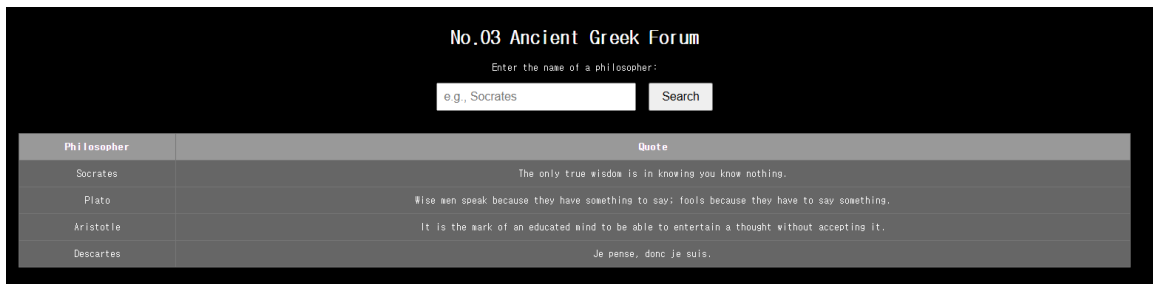 No.03 Ancient Greek Forum
Enter the name of a philosopher:
e.g., Socrates Search
Philosopher Quote
Socrates The only true wisdom is in knowing you know nothing.
Plato Wise men speak because they have something to say; fools because they have to say something.
Aristotle It is the mark of an educated mind to be able to entertain a thought without accepting it.
Descartes Je pense, donc je suis.